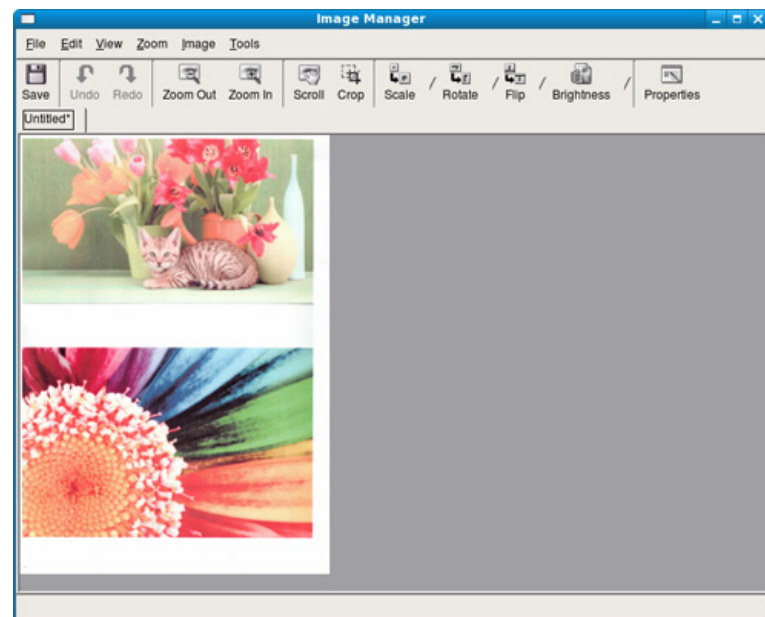 Image Manager
File Edit View Zoom Image Tools
Save Undo Redo Zoom Out Zoom In Scroll Crop Scale / Rotate / Flip / Brightness / Properties
Untitled*